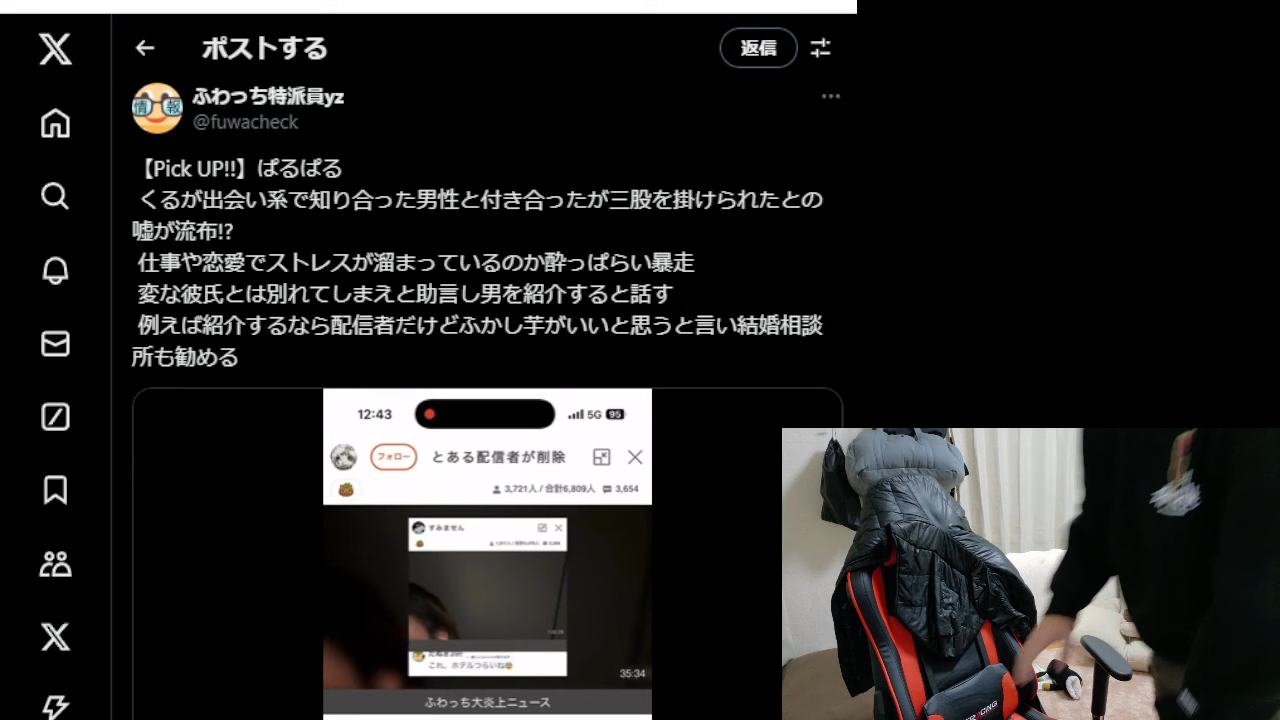 ポストする
返信
ふわっち特派員yz
@fuwacheck
【Pick UP!!】ぱるぱる
くるが出会い系で知り合った男性と付き合ったが三股を掛けられたとの
嘘が流布!?
仕事や恋愛でストレスが溜まっているのか酔っぱらい暴走
変な彼氏とは別れてしまえと助言し男を紹介すると話す
例えば紹介するなら配信者だけどふかし芋がいいと思うと言い結婚相談
所も勧める
12:43
5G 95
フォロー
とある配信者が削除
3,721人 / 合計6,809人 3,654
すみません
これ、ホテルつらいね
35:34
ふわっち大炎上ニュース